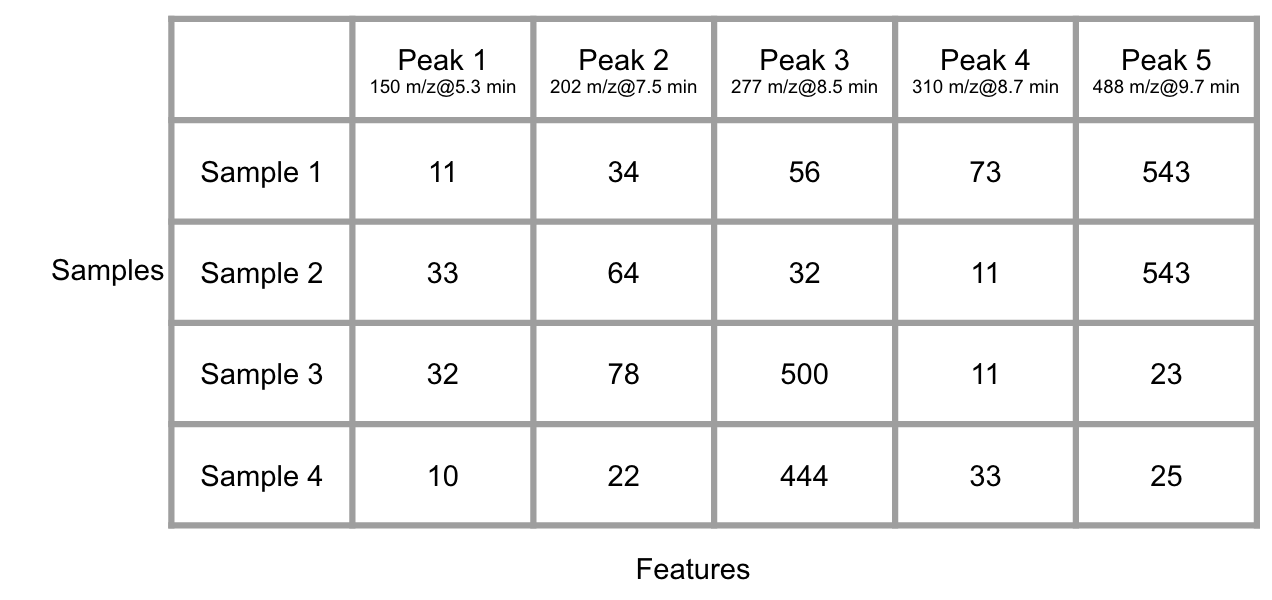 Peak 1 Peak 2 Peak 3 Peak 4 Peak 5
150 m/z@5.3 min 202 m/z@7.5 min 277 m/z@8.5 min 310 m/z@8.7 min 488 m/z@9.7 min
Sample 1 11 34 56 73 543
Samples Sample 2 33 64 32 11 543
Sample 3 32 78 500 11 23
Sample 4 10 22 444 33 25
Features